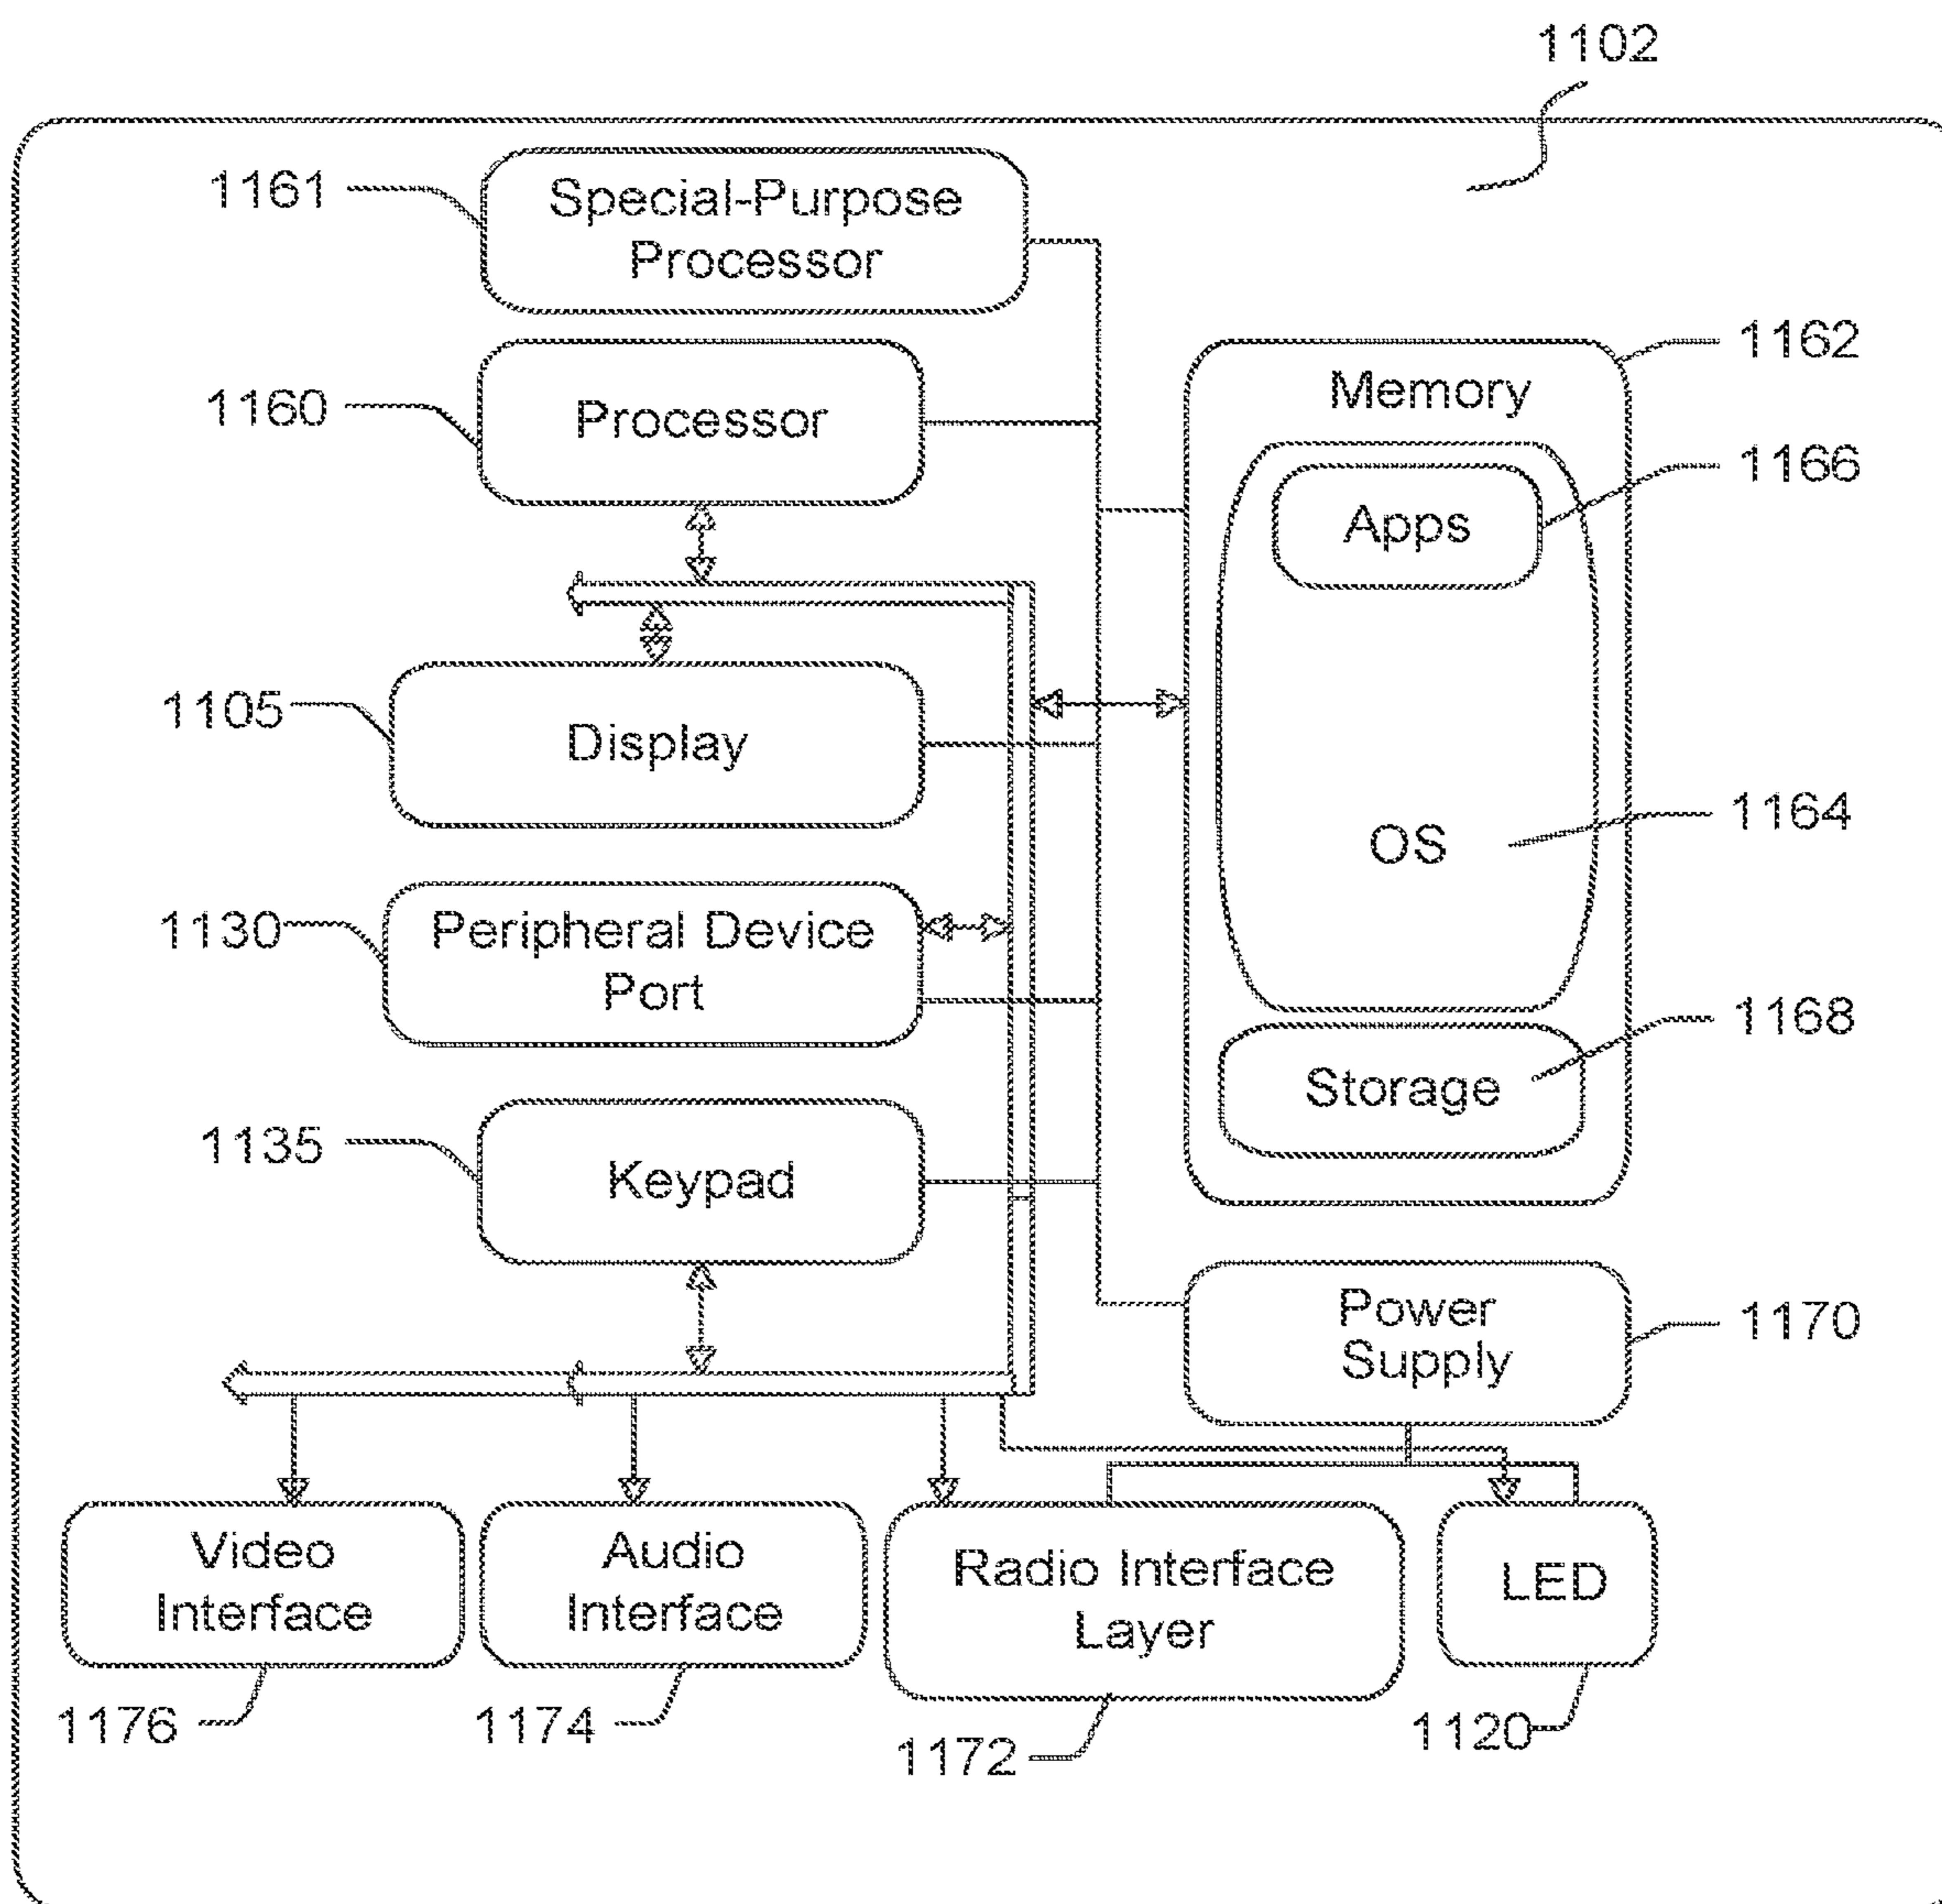 1102
1161
Special-Purpose
Processor
1160
Processor
1162
Memory
1166
Apps
1105
Display
1164
OS
1130
Peripheral Device
Port
1168
Storage
1135
Keypad
Power
Supply
1170
Video
Interface
Audio
Interface
Radio Interface
Layer
LED
1176
1174
1172
1120